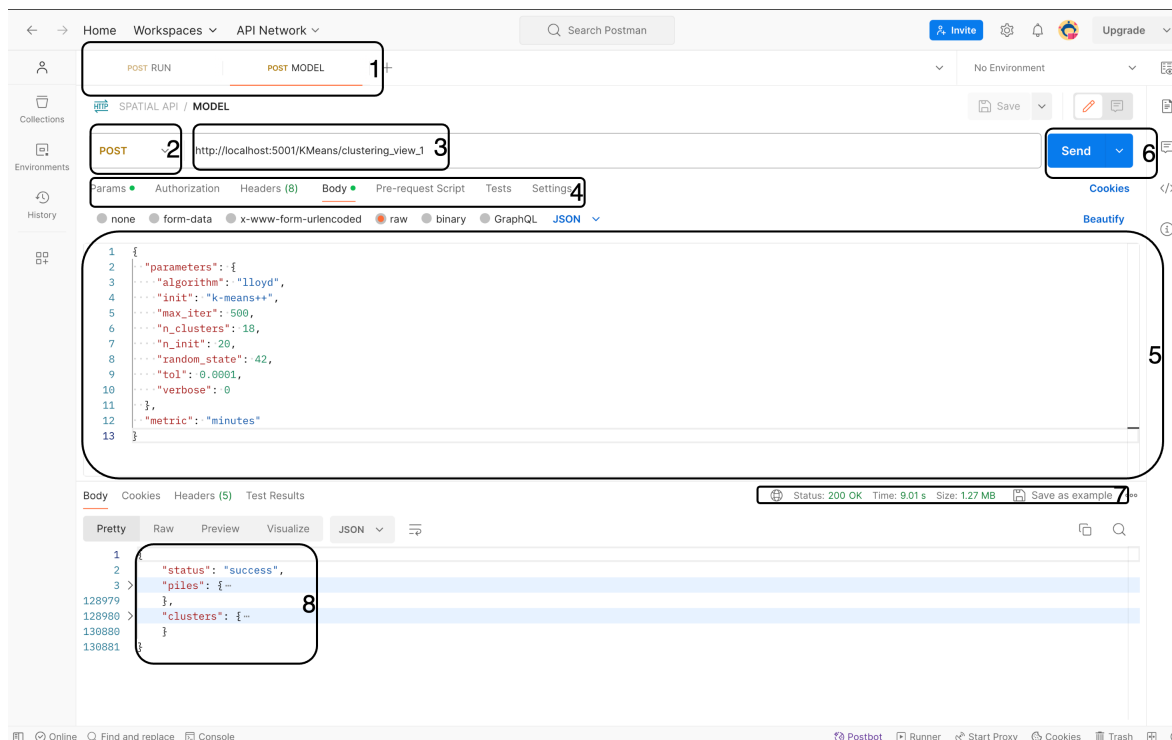 Home Workspaces API Network Search Postman Invite Upgrade
POST RUN POST MODEL 1 + No Environment
HTTP SPATIAL API / MODEL Save
Collections
POST 2 http://localhost:5001/KMeans/clustering_view_1 3 Send 6
Environments
Params Authorization Headers (8) Body Pre-request Script Tests Settings 4 Cookies
History
none form-data x-www-form-urlencoded raw binary GraphQL JSON Beautify
1 {
2 "parameters": {
3 "algorithm": "lloyd",
4 "init": "k-means++",
5 "max_iter": 500,
6 "n_clusters": 18,
7 "n_init": 20,
5
8 "random_state": 42,
9 "tol": 0.0001,
10 "verbose": 0
11 },
12 "metric": "minutes"
13 }
Body Cookies Headers (5) Test Results Status: 200 OK Time: 9.01 s Size: 1.27 MB Save as example 7
Pretty Raw Preview Visualize JSON
1 {
2 "status": "success",
3 "piles": {…
128979 },
8
128980 "clusters": {…
130880 }
130881 }
Online Find and replace Console Postbot Runner Start Proxy Cookies Trash